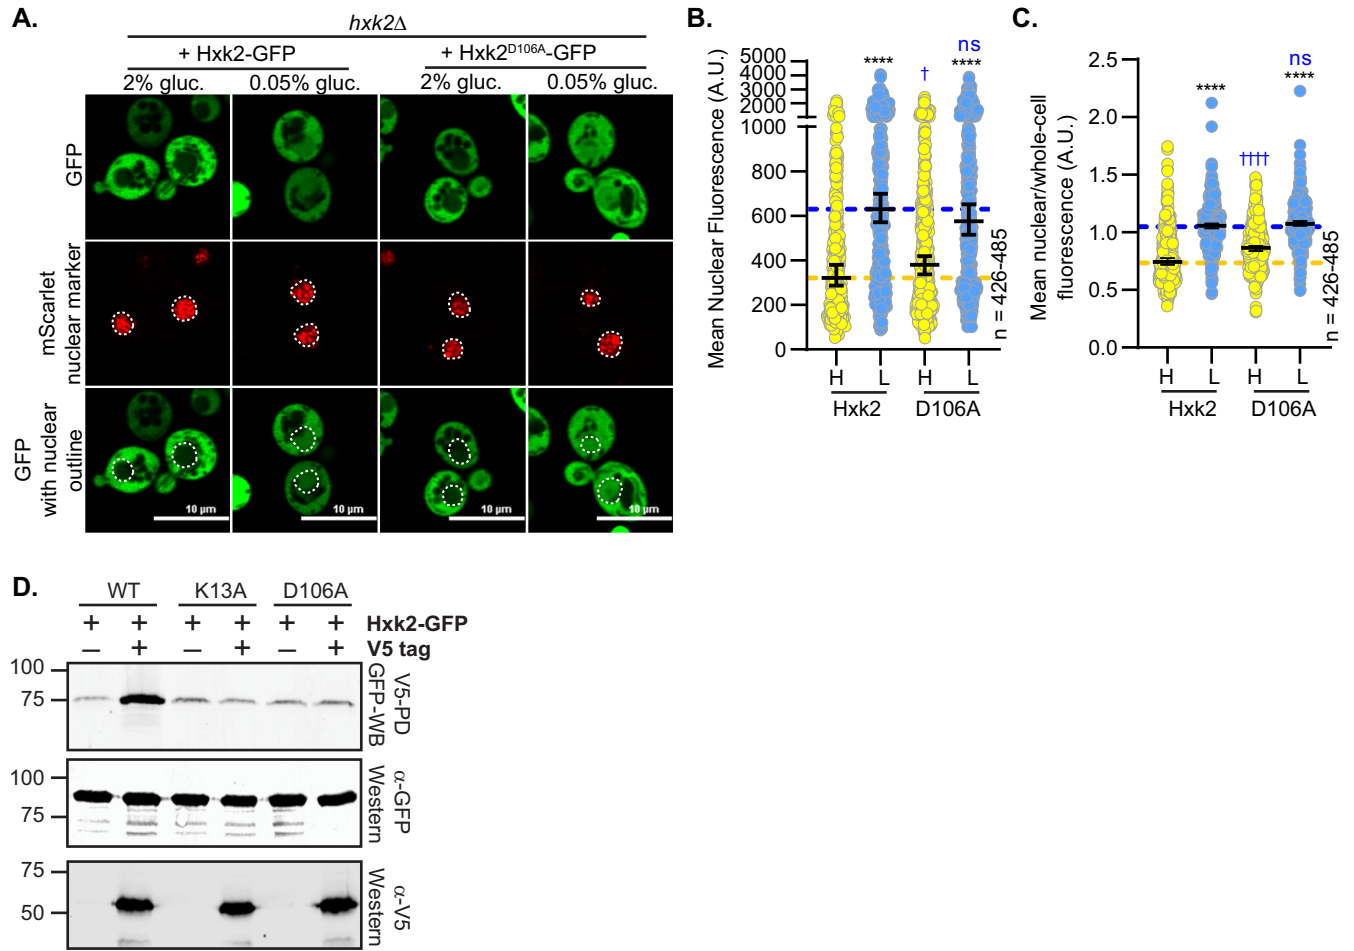 A.
hxk2Δ
+ Hxk2-GFP
+ Hxk2D106A-GFP
2% gluc.
0.05% gluc.
2% gluc.
0.05% gluc.
GFP
mScarlet
nuclear marker
GFP
with nuclear
outline
10 µm
10 µm
10 µm
10 µm
B.
Mean Nuclear Fluorescence (A.U.)
5000
4000
3000
2000
1000
800
600
400
200
0
****
†
ns
****
n = 426-485
H
L
H
L
Hxk2
D106A
C.
Mean nuclear/whole-cell
fluorescence (A.U.)
2.5
2.0
1.5
1.0
0.5
0.0
****
††††
ns
****
n = 426-485
H
L
H
L
Hxk2
D106A
D.
WT
K13A
D106A
+ + + + + + Hxk2-GFP
– + – + – + V5 tag
100
75
V5-PD
GFP-WB
100
75
α-GFP
Western
75
50
α-V5
Western